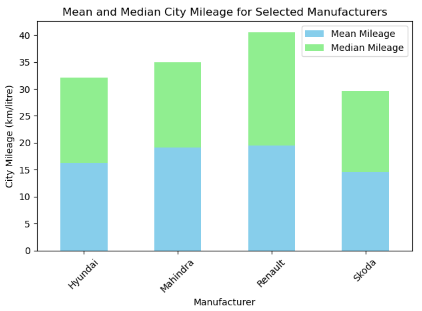 Mean and Median City Mileage for Selected Manufacturers
Mean Mileage
Median Mileage
City Mileage (km/litre)
40
35
30
25
20
15
10
5
0
Hyundai
Mahindra
Renault
Skoda
Manufacturer